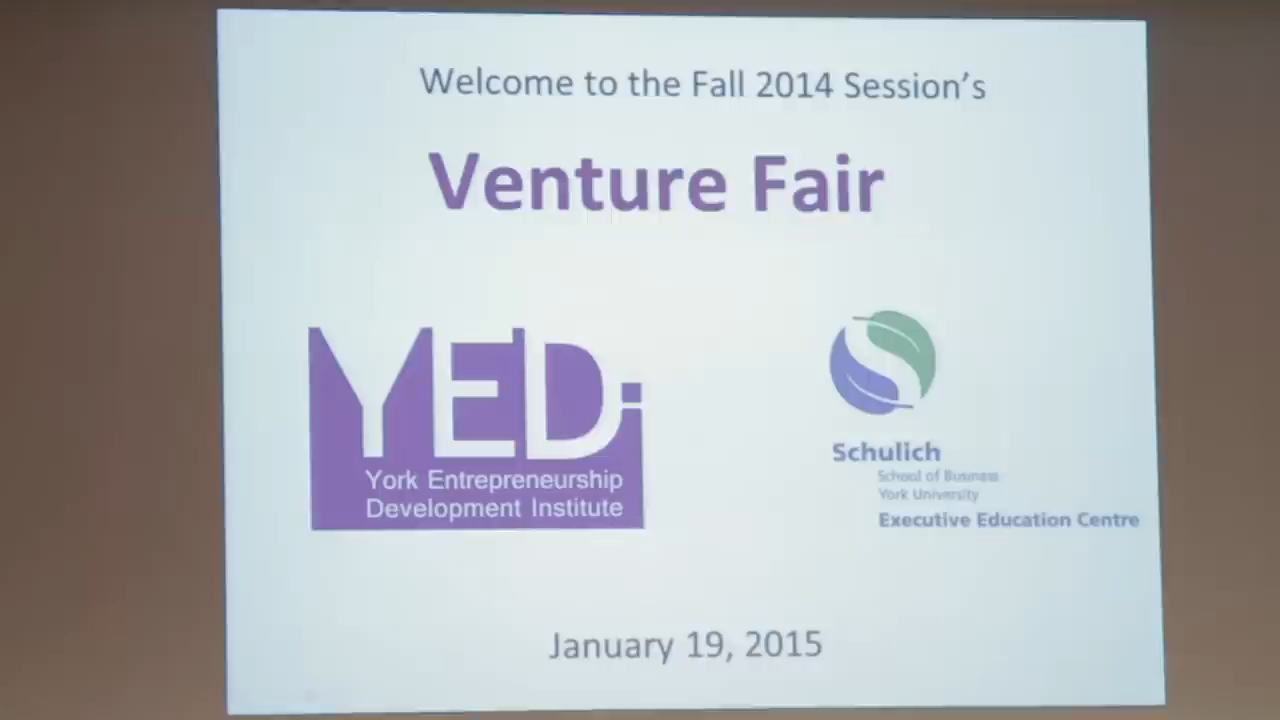 Welcome to the Fall 2014 Session's
Venture Fair
YEDi
York Entrepreneurship
Development Institute
Schulich
School of Business
York University
Executive Education Centre
January 19, 2015